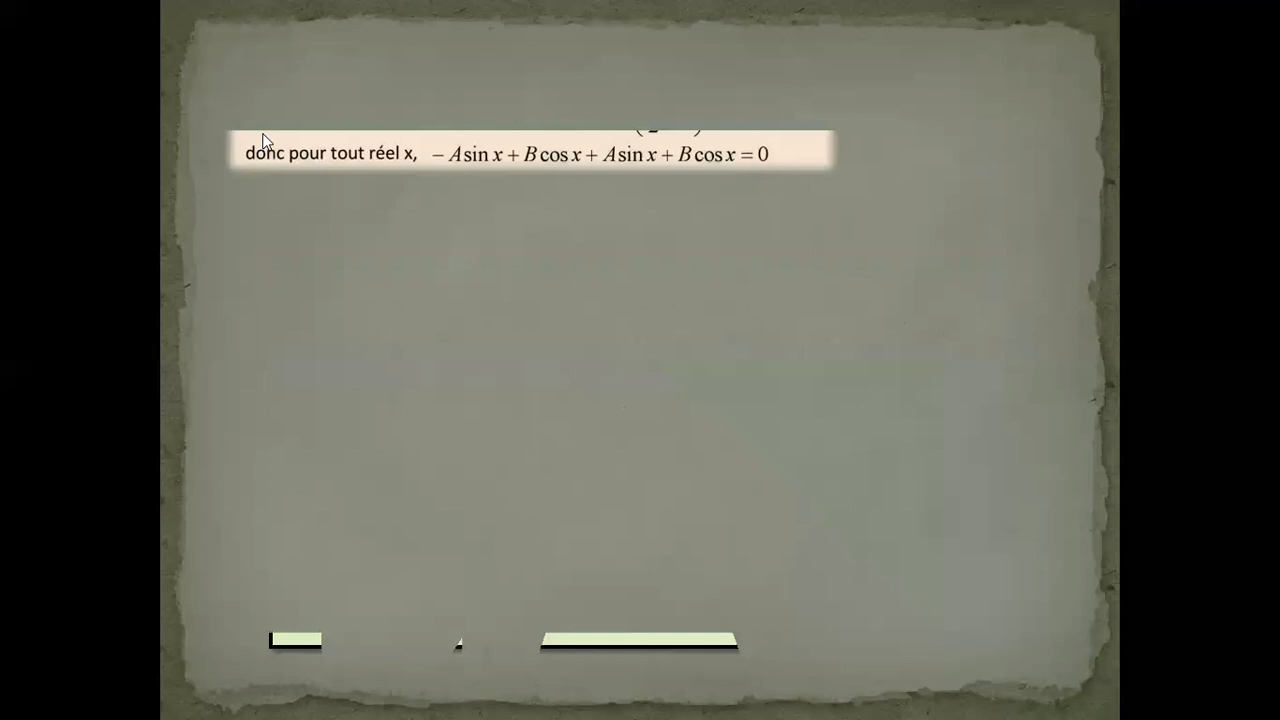 donc pour tout réel x, − A sin x + B cos x + A sin x + B cos x = 0